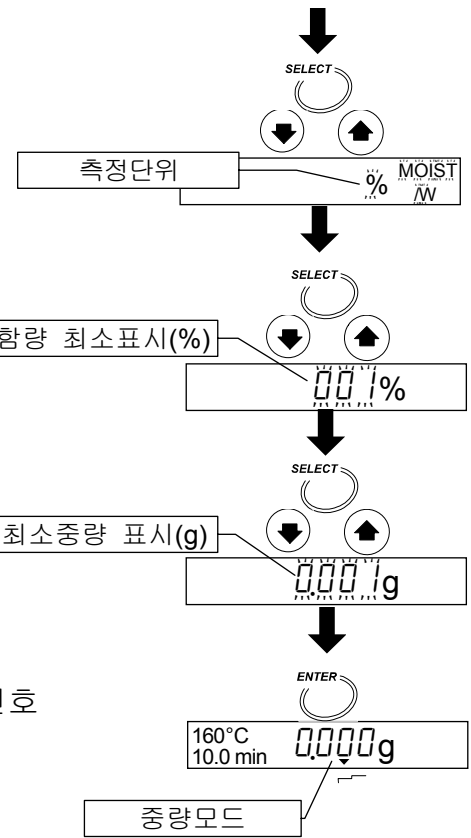 SELECT
측정단위
% MOIST
/W
SELECT
함량 최소표시(%)
001%
SELECT
최소중량 표시(g)
0.001g
ENTER
호
160°C
10.0 min
0.000g
중량모드